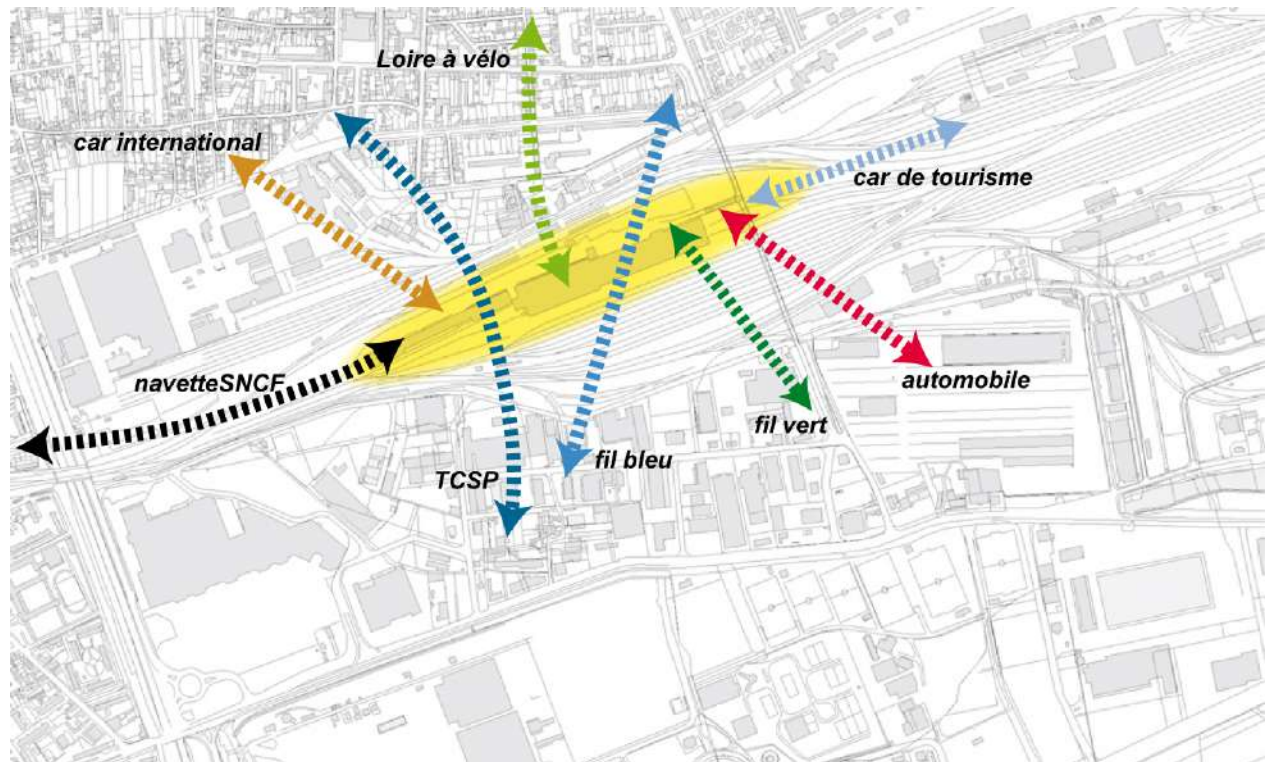 Loire à vélo
car international
car de tourisme
navetteSNCF
automobile
fil vert
fil bleu
TCSP